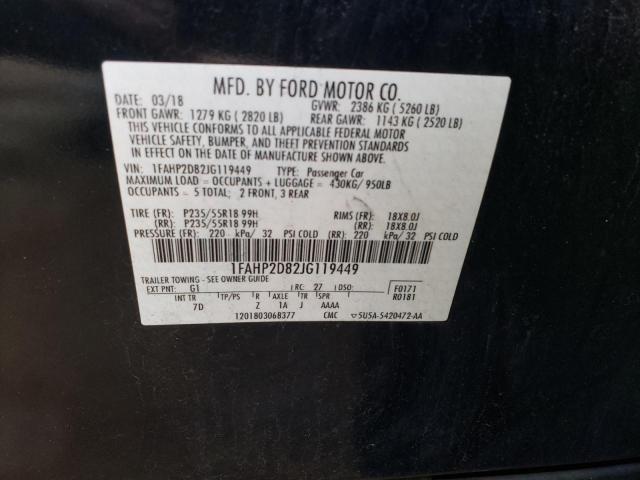 MFD. BY FORD MOTOR CO.
DATE: 03/18 GVWR: 2386 KG ( 5260 LB)
FRONT GAWR: 1279 KG ( 2820 LB) REAR GAWR: 1143 KG ( 2520 LB)
THIS VEHICLE CONFORMS TO ALL APPLICABLE FEDERAL MOTOR
VEHICLE SAFETY, BUMPER, AND THEFT PREVENTION STANDARDS
IN EFFECT ON THE DATE OF MANUFACTURE SHOWN ABOVE.
VIN: 1FAHP2D82JG119449 TYPE: Passenger Car
MAXIMUM LOAD = OCCUPANTS + LUGGAGE = 430KG/ 950LB
OCCUPANTS = 5 TOTAL; 2 FRONT, 3 REAR
TIRE (FR): P235/55R18 99H RIMS (FR): 18X8.0J
(RR): P235/55R18 99H (RR): 18X8.0J
PRESSURE (FR): 220 kPa/ 32 PSI COLD (RR): 220 kPa/ 32 PSI COLD
1FAHP2D82JG119449
TRAILER TOWING - SEE OWNER GUIDE
EXT PNT: G1 RC: 27 DSO: F0171
INT TR TP/PS R AXLE TR SPR R0181
7D Z 1A J AAAA
1201803068377 CMC ▽5U5A-5420472-AA